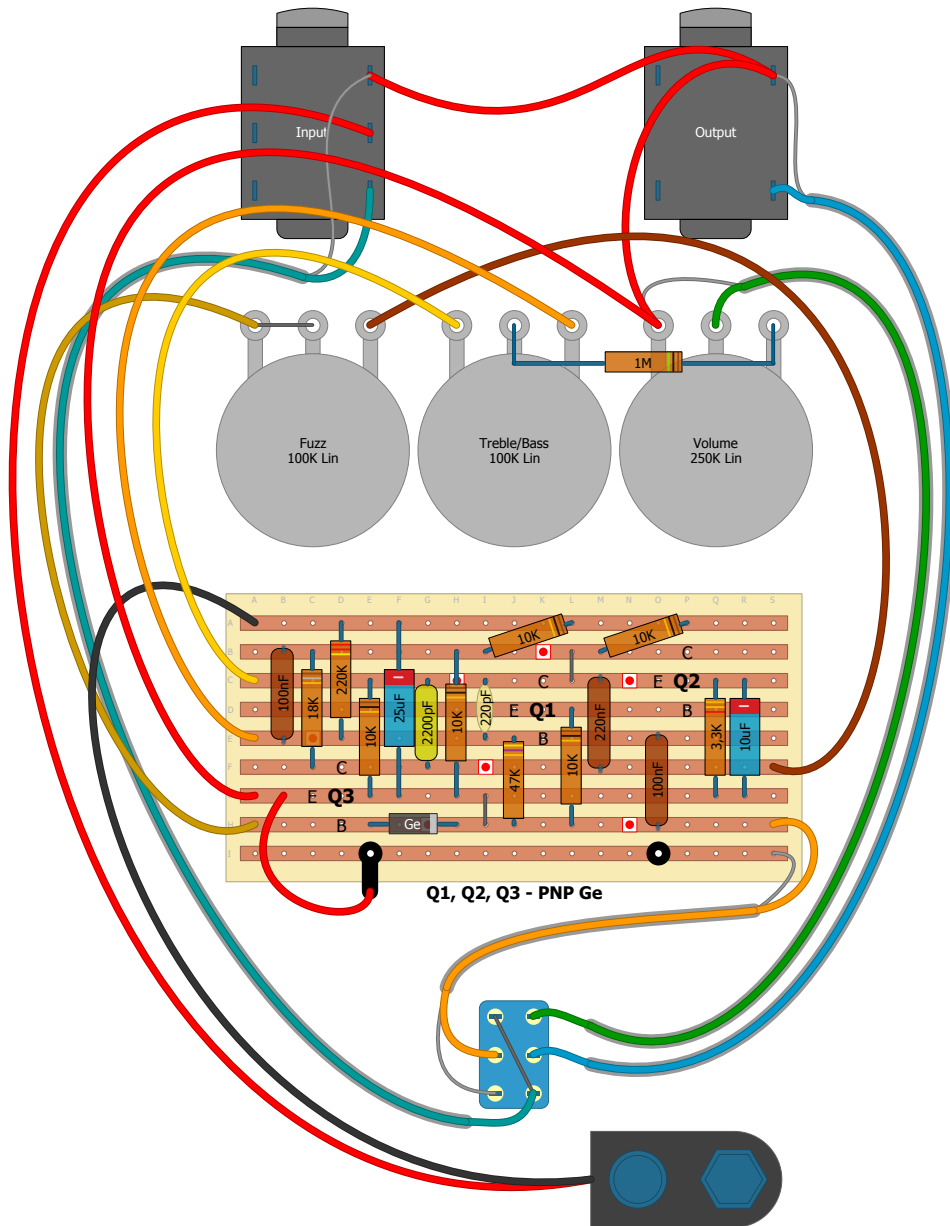 Input
Output
1M
Fuzz
100K Lin
Treble/Bass
100K Lin
Volume
250K Lin
A B C D E F G H I J K L M N O P Q R S
A
B
C
D
E
F
G
H
I
100nF
18K
220K
10K
25uF
2200pF
10K
220pF
10K
10K
47K
10K
220nF
100nF
3,3K
10uF
Ge
C
E Q2
B
C
E Q1
B
C
E Q3
B
Q1, Q2, Q3 - PNP Ge